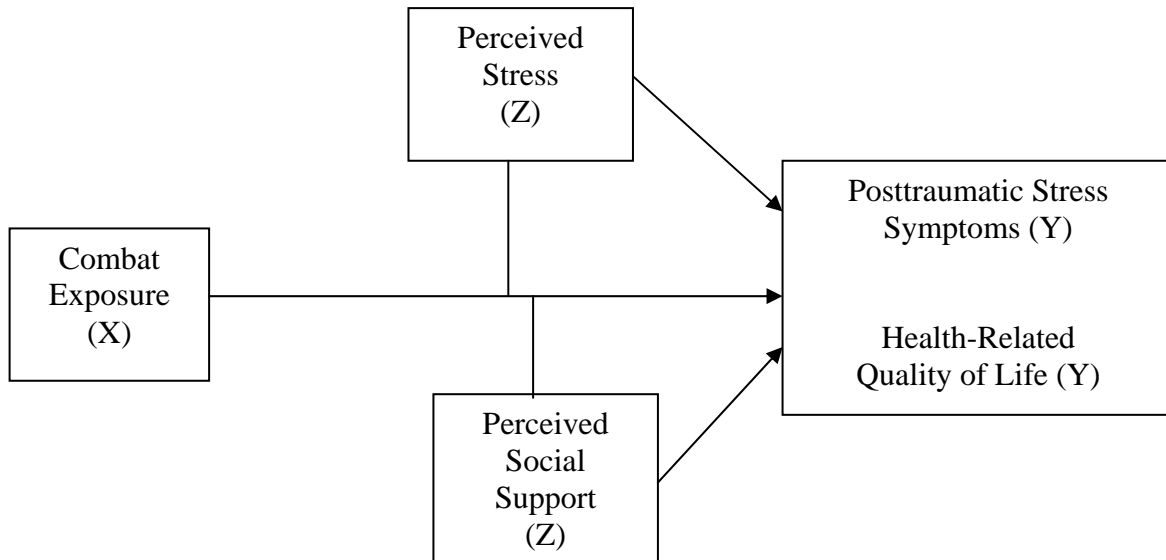 Perceived
Stress
(Z)
Combat
Exposure
(X)
Posttraumatic Stress
Symptoms (Y)
Health-Related
Quality of Life (Y)
Perceived
Social
Support
(Z)